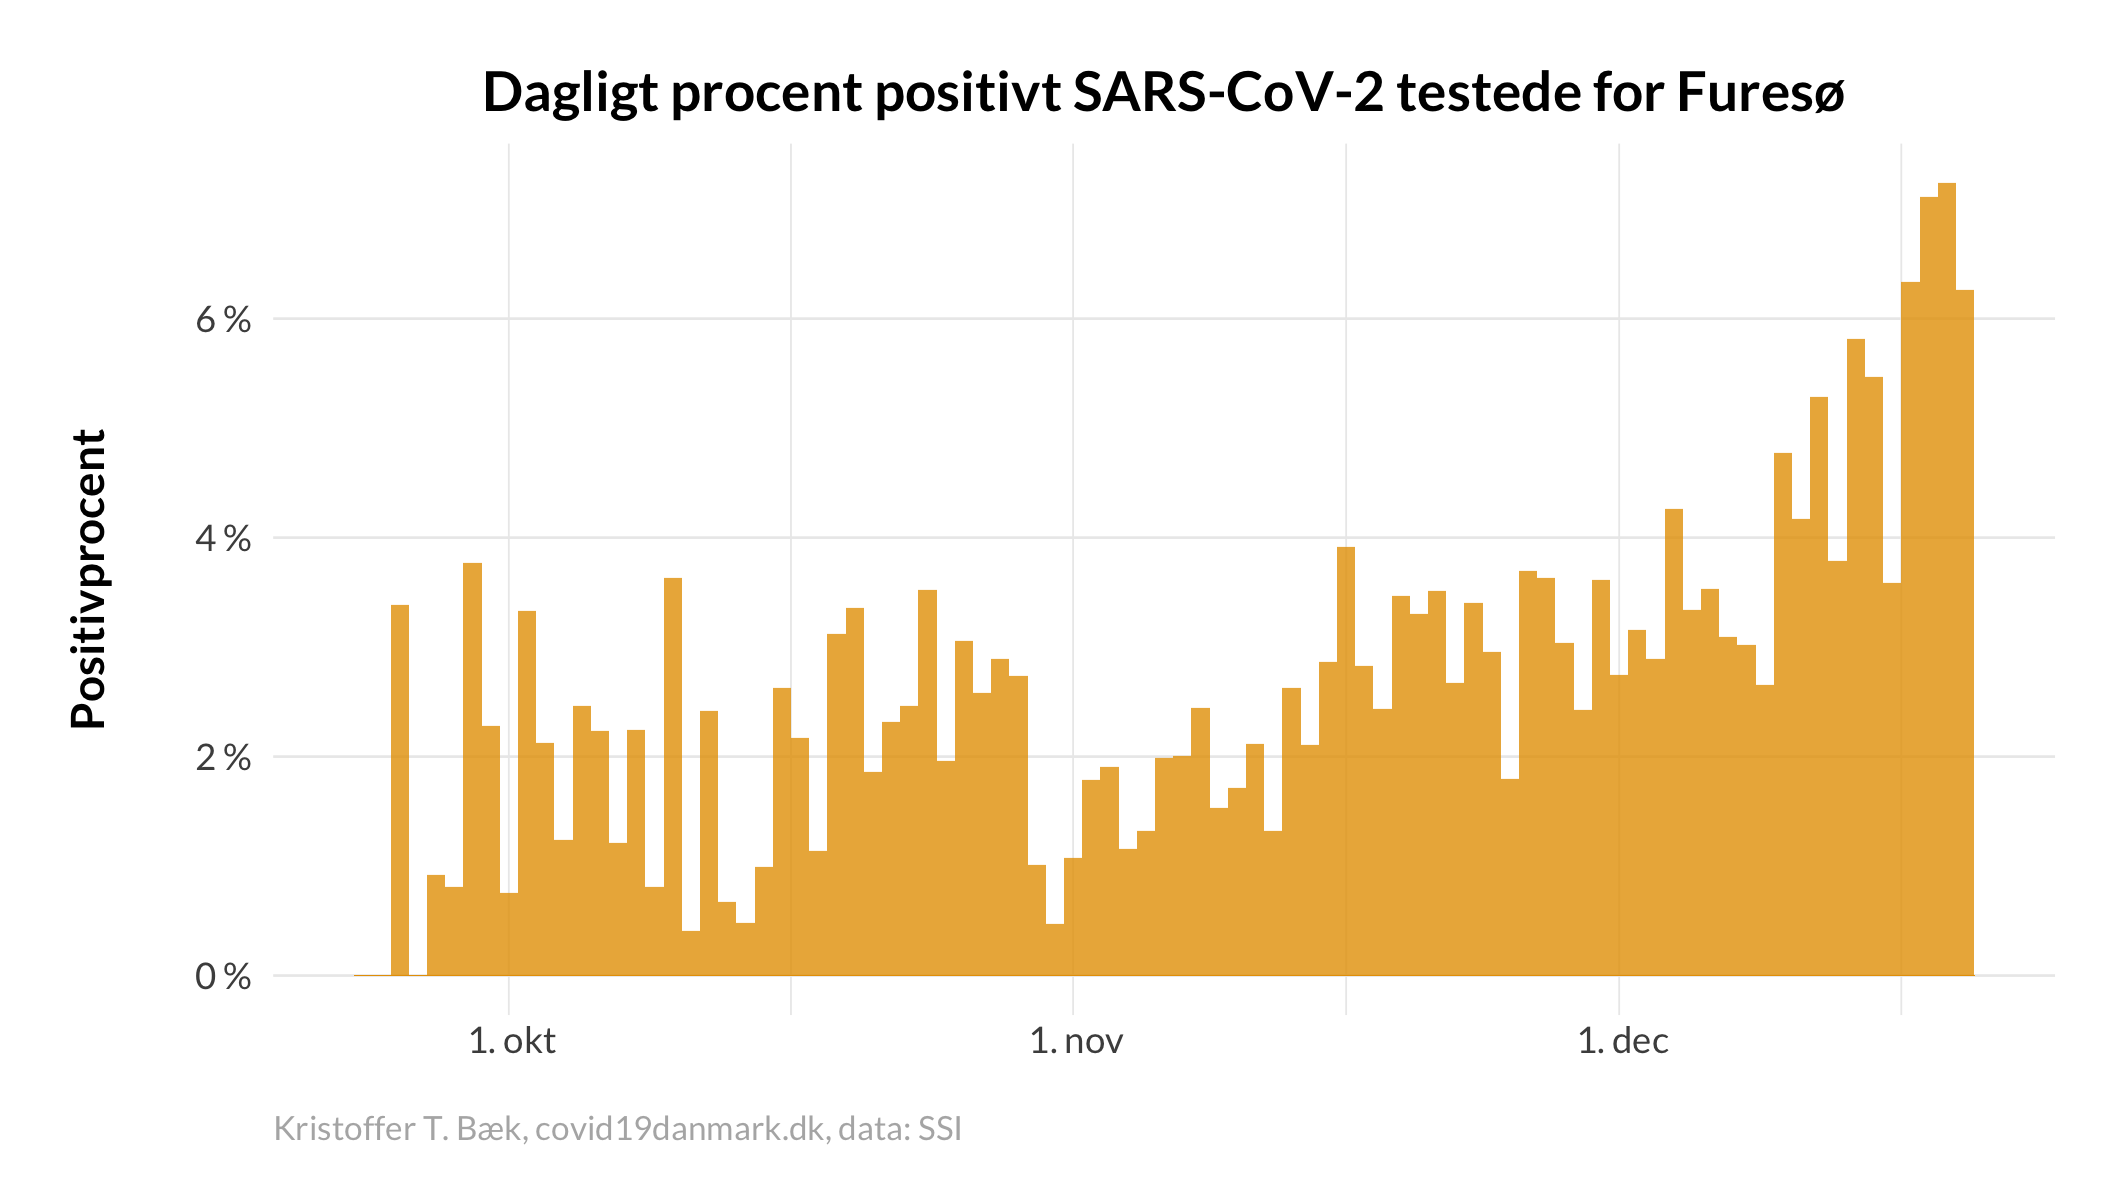 Dagligt procent positivt SARS-CoV-2 testede for Furesø
Positivprocent
6 %
4 %
2 %
0 %
1. okt
1. nov
1. dec
Kristoffer T. Bæk, covid19danmark.dk, data: SSI